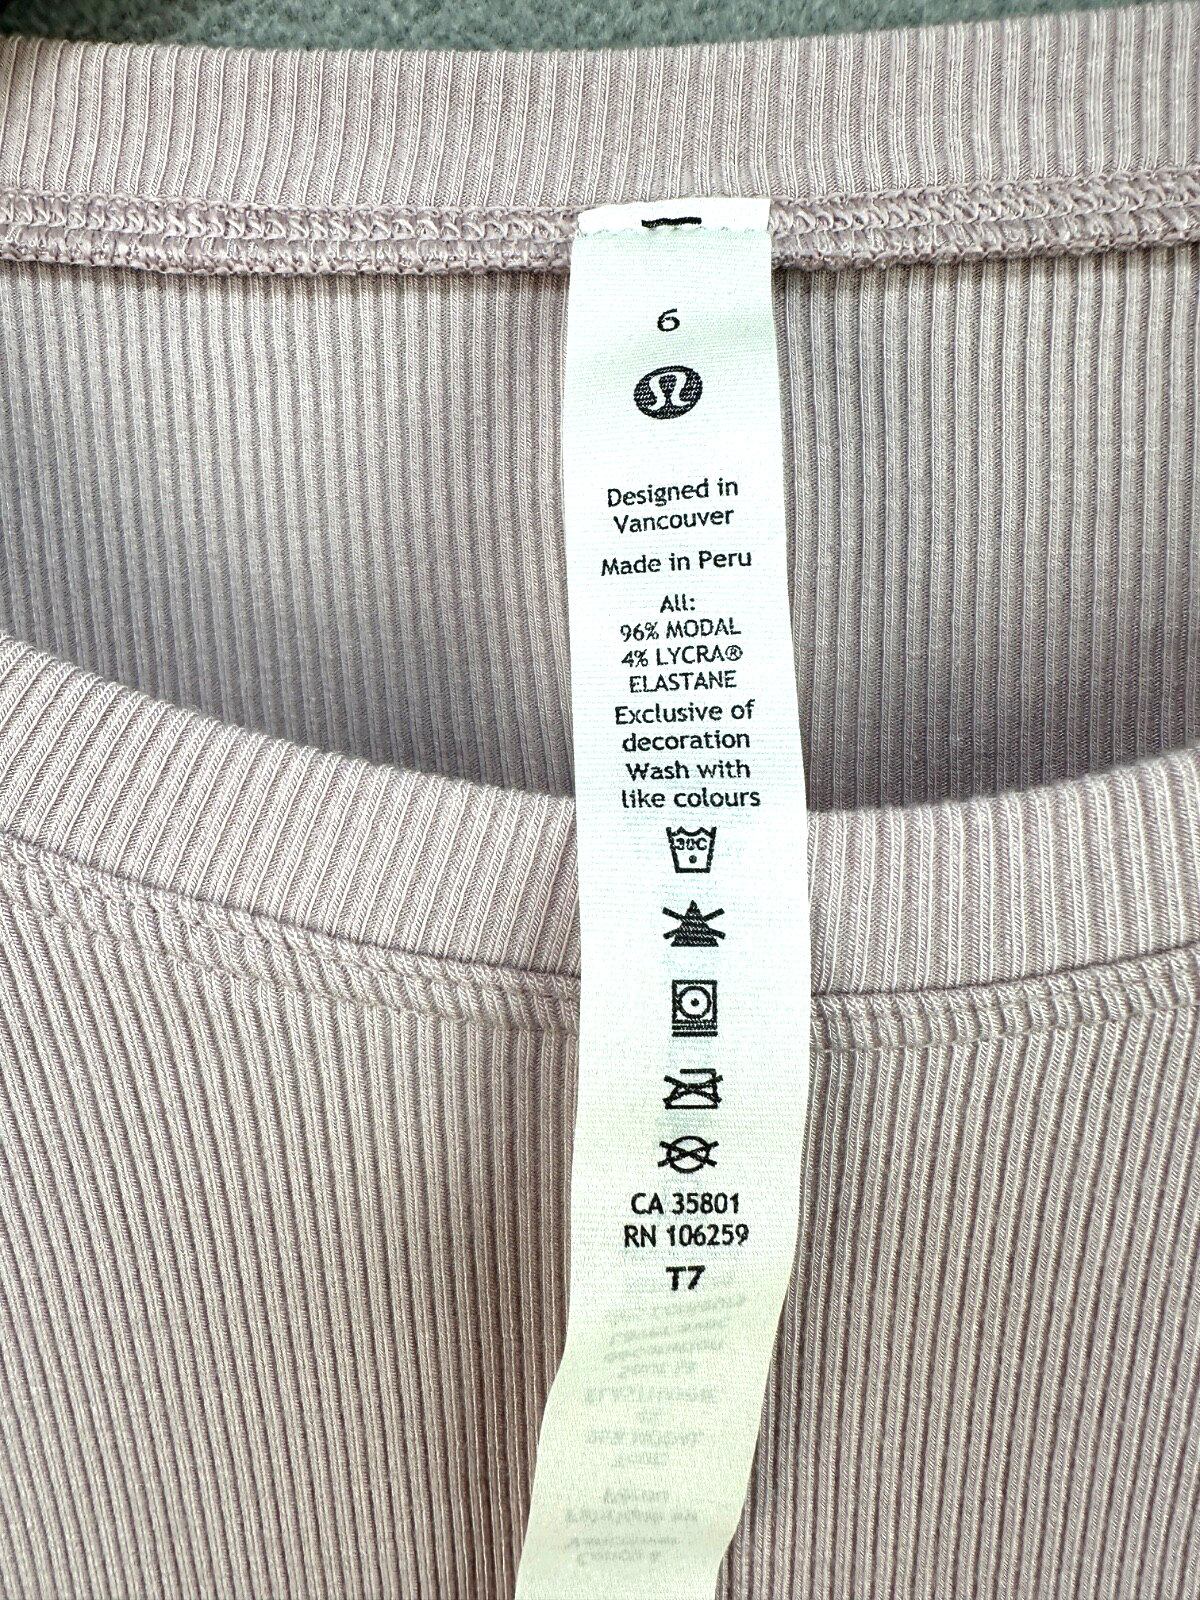 6
Designed in
Vancouver
Made in Peru
All:
96% MODAL
4% LYCRA®
ELASTANE
Exclusive of
decoration
Wash with
like colours
30C
CA 35801
RN 106259
T7